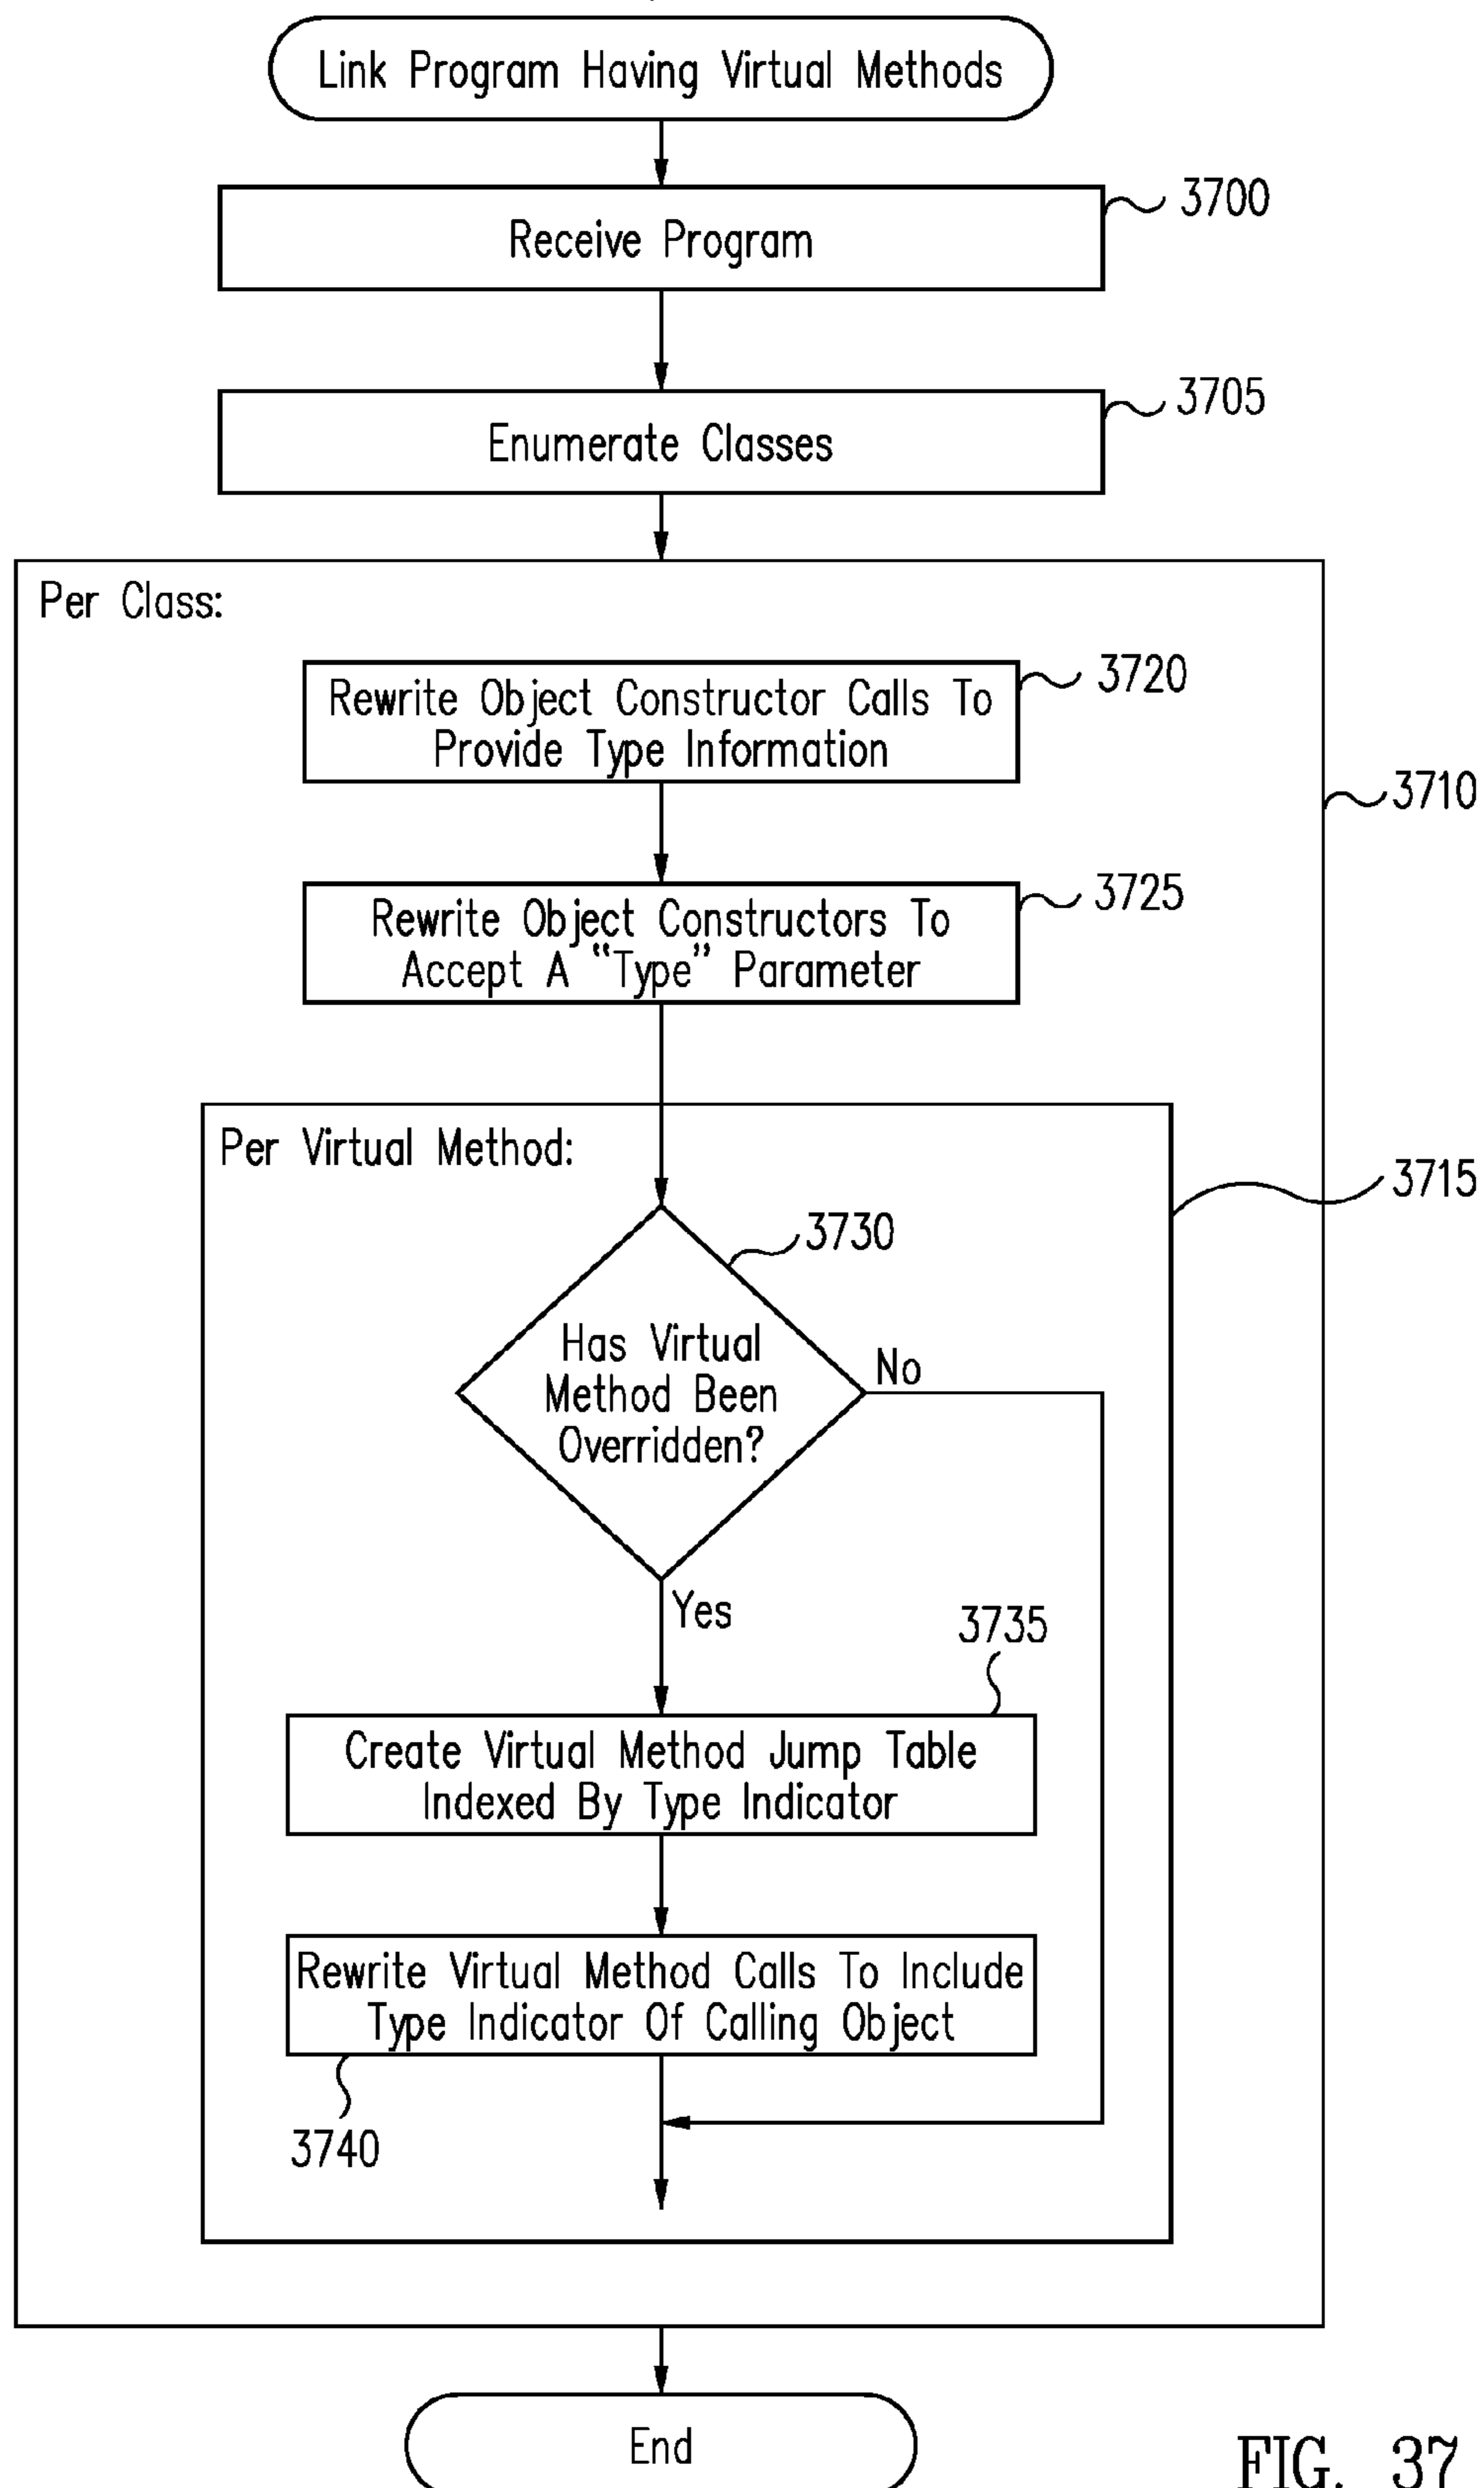 Link Program Having Virtual Methods
3700
Receive Program
3705
Enumerate Classes
Per Class:
3720
Rewrite Object Constructor Calls To
Provide Type Information
3710
3725
Rewrite Object Constructors To
Accept A “Type” Parameter
Per Virtual Method:
3715
3730
Has Virtual
Method Been
Overridden?
No
Yes
3735
Create Virtual Method Jump Table
Indexed By Type Indicator
Rewrite Virtual Method Calls To Include
Type Indicator Of Calling Object
3740
End
FIG. 37